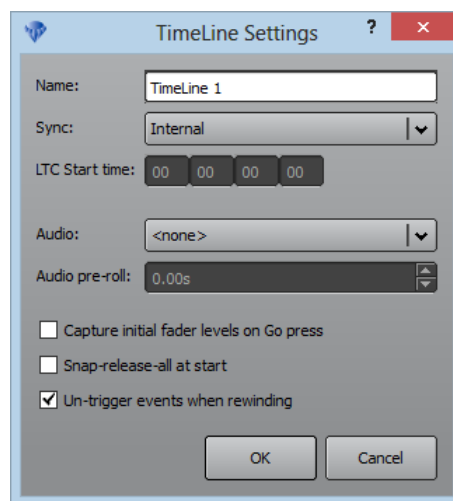 TimeLine Settings ? ×
Name: TimeLine 1
Sync: Internal
LTC Start time: 00 00 00 00
Audio: <none>
Audio pre-roll: 0.00s
Capture initial fader levels on Go press
Snap-release-all at start
Un-trigger events when rewinding
OK Cancel